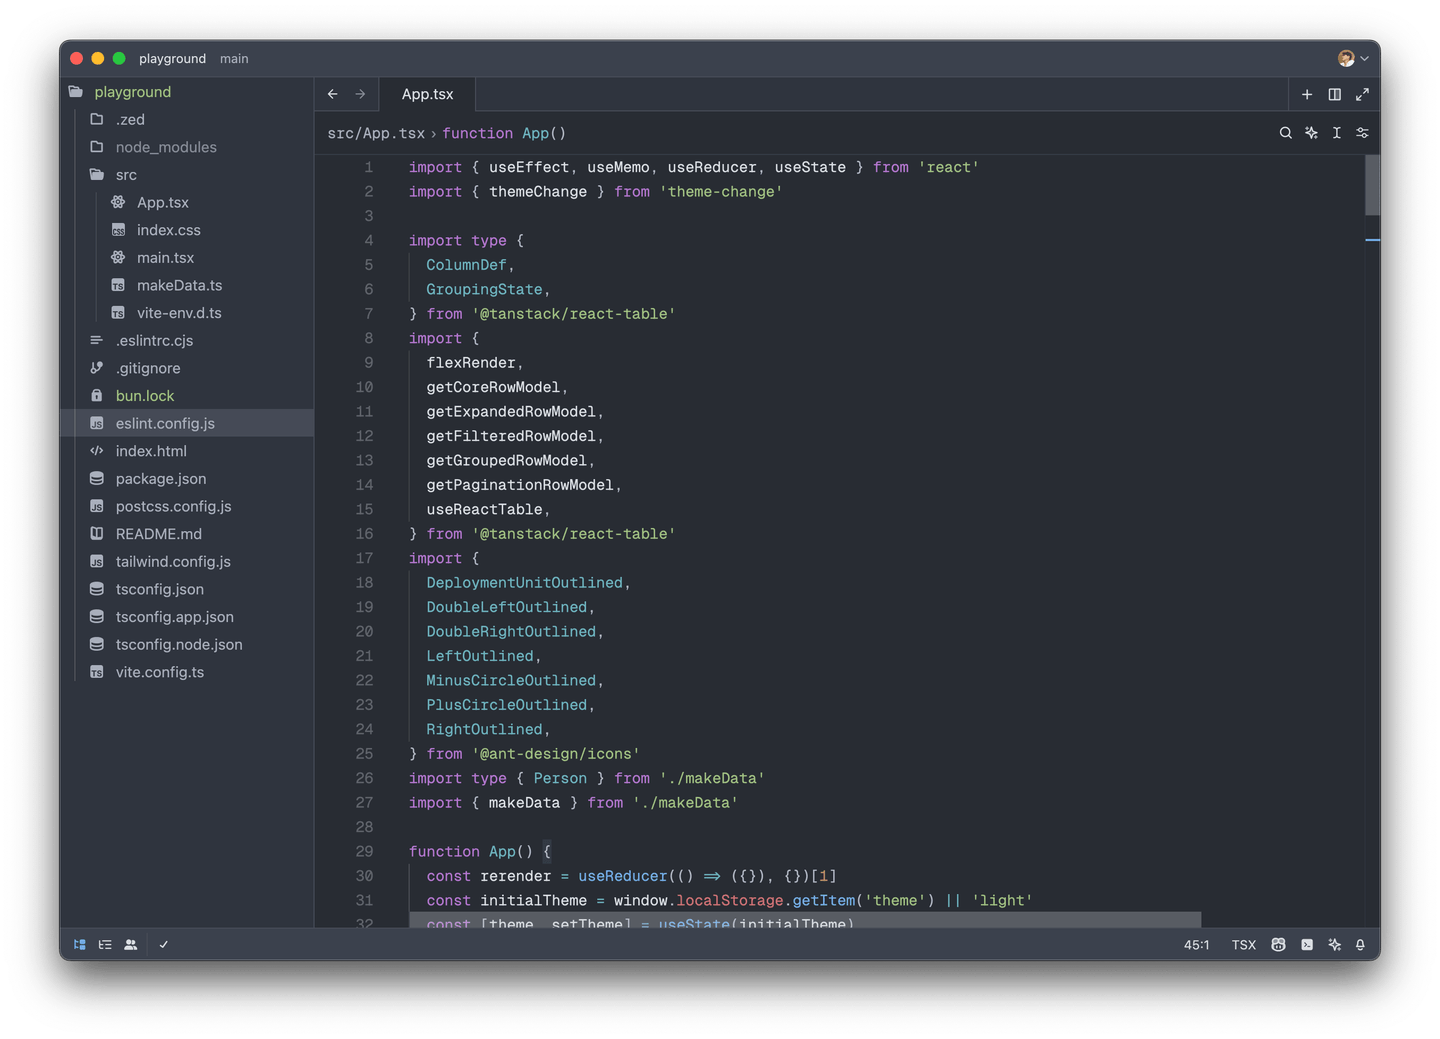 playground main
playground
.zed
node_modules
src
App.tsx
index.css
main.tsx
makeData.ts
vite-env.d.ts
.eslintrc.cjs
.gitignore
bun.lock
eslint.config.js
index.html
package.json
postcss.config.js
README.md
tailwind.config.js
tsconfig.json
tsconfig.app.json
tsconfig.node.json
vite.config.ts
App.tsx
src/App.tsx › function App()
1 import { useEffect, useMemo, useReducer, useState } from 'react'
2 import { themeChange } from 'theme-change'
3
4 import type {
5 ColumnDef,
6 GroupingState,
7 } from '@tanstack/react-table'
8 import {
9 flexRender,
10 getCoreRowModel,
11 getExpandedRowModel,
12 getFilteredRowModel,
13 getGroupedRowModel,
14 getPaginationRowModel,
15 useReactTable,
16 } from '@tanstack/react-table'
17 import {
18 DeploymentUnitOutlined,
19 DoubleLeftOutlined,
20 DoubleRightOutlined,
21 LeftOutlined,
22 MinusCircleOutlined,
23 PlusCircleOutlined,
24 RightOutlined,
25 } from '@ant-design/icons'
26 import type { Person } from './makeData'
27 import { makeData } from './makeData'
28
29 function App() {
30 const rerender = useReducer(() => ({}), {})[1]
31 const initialTheme = window.localStorage.getItem('theme') || 'light'
32 const [theme, setTheme] = useState(initialTheme)
45:1 TSX